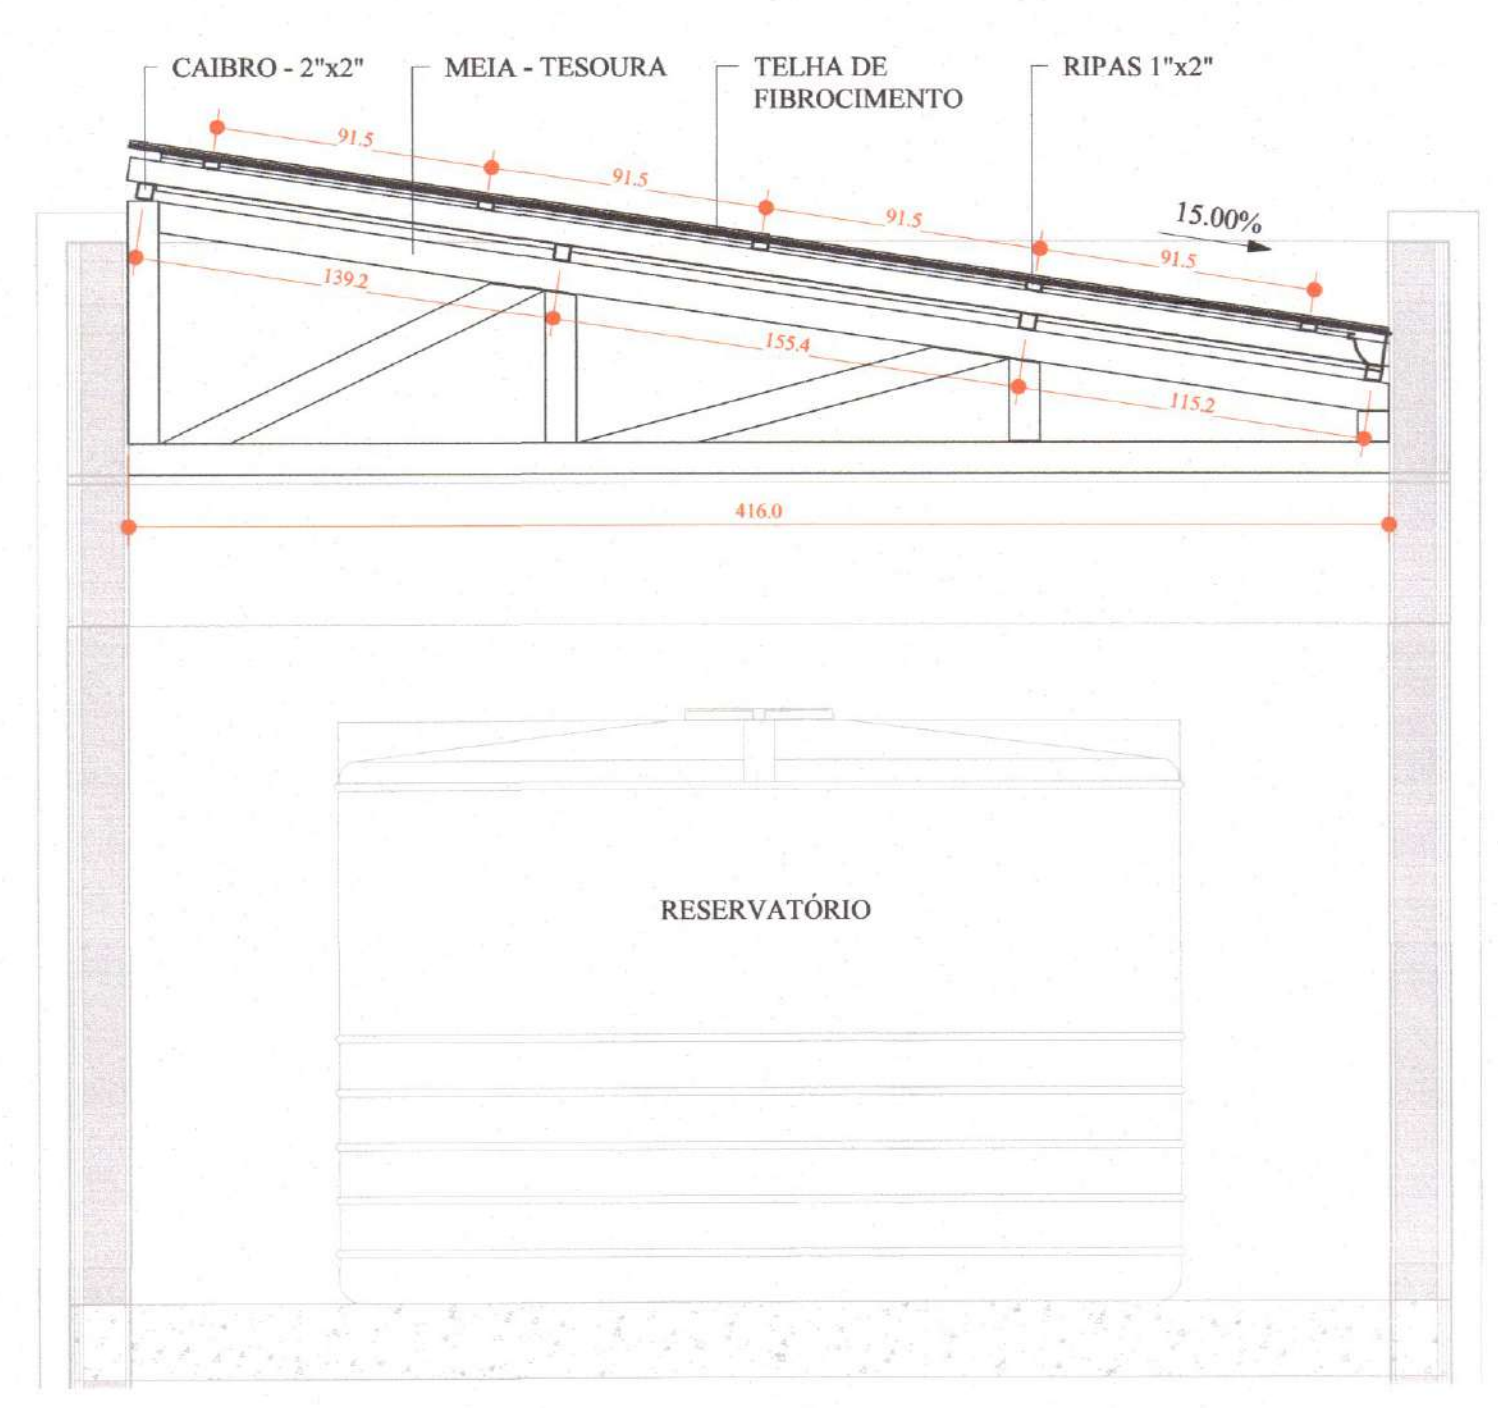 CAIBRO - 2"x2"
MEIA - TESOURA
TELHA DE
FIBROCIMENTO
RIPAS 1"x2"
91.5
91.5
91.5
91.5
15.00%
139.2
155.4
115.2
416.0
RESERVATÓRIO